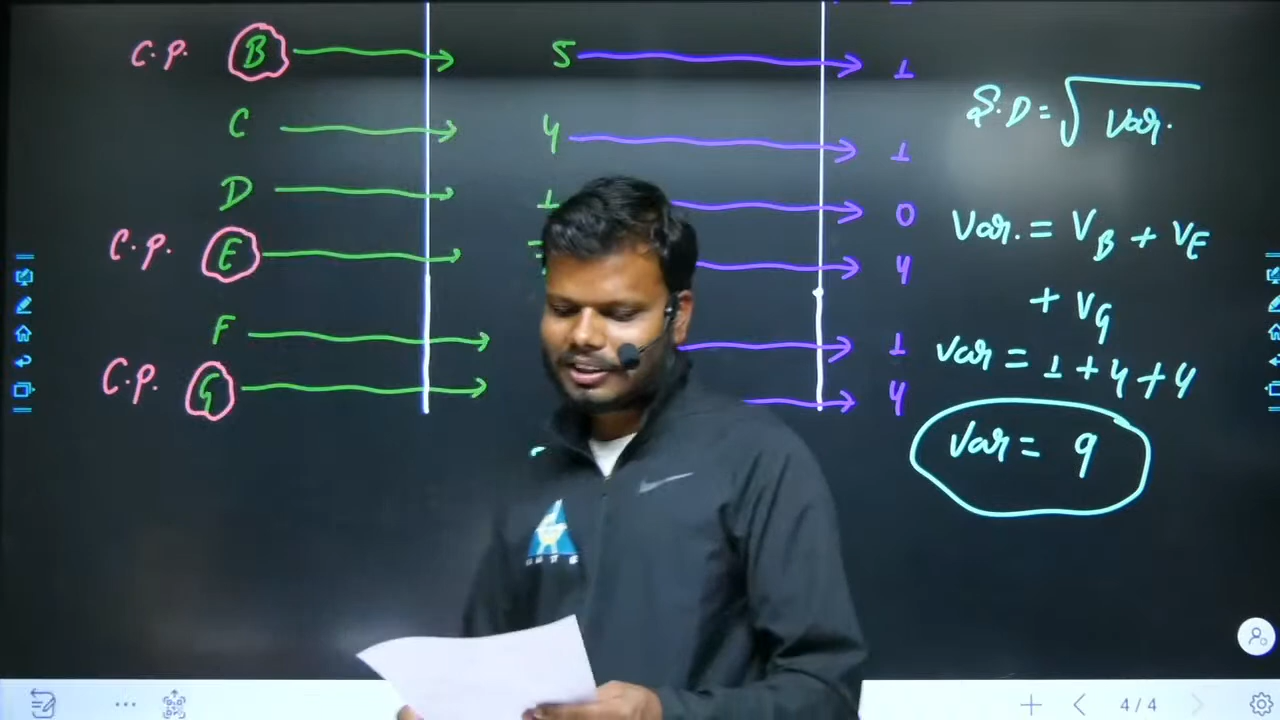 C.P. B 5 1
C 4 1
D 1 0
C.P. E 4
F 1
C.P. G 4
S.D = √Var.
Var. = V_B + V_E
+ V_G
Var = 1 + 4 + 4
Var = 9
4/4